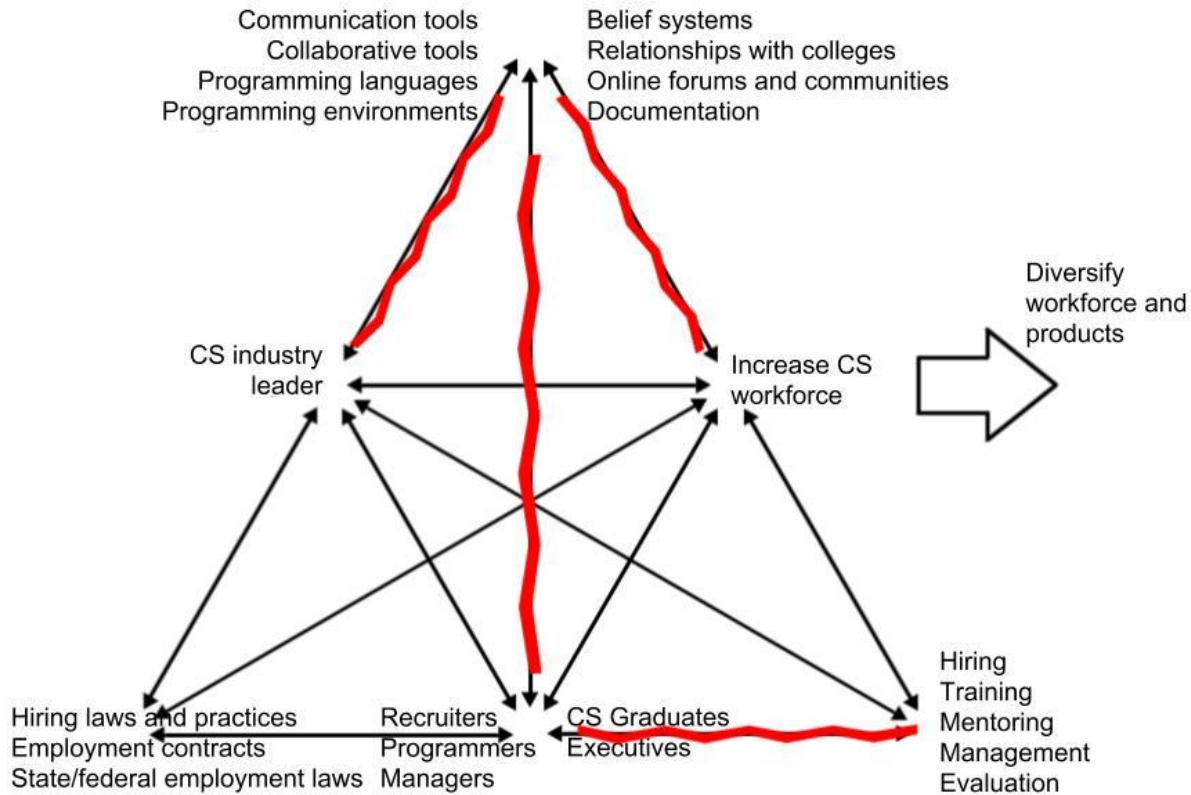 Communication tools
Collaborative tools
Programming languages
Programming environments
Belief systems
Relationships with colleges
Online forums and communities
Documentation
CS industry
leader
Increase CS
workforce
Diversify
workforce and
products
Hiring laws and practices
Employment contracts
State/federal employment laws
Recruiters
Programmers
Managers
CS Graduates
Executives
Hiring
Training
Mentoring
Management
Evaluation